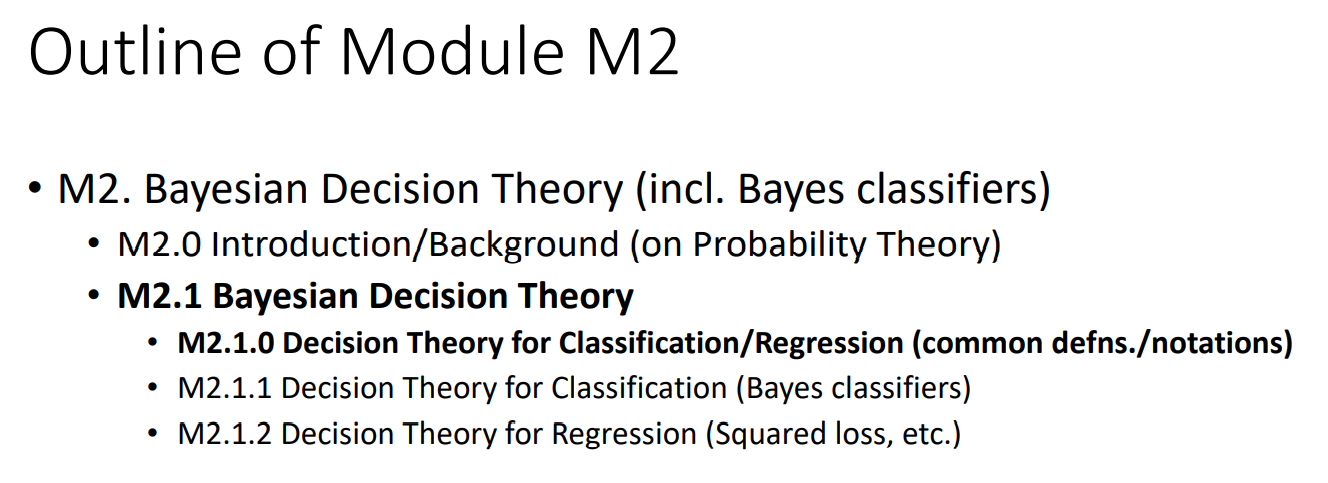 Outline of Module M2
• M2. Bayesian Decision Theory (incl. Bayes classifiers)
• M2.0 Introduction/Background (on Probability Theory)
• M2.1 Bayesian Decision Theory
• M2.1.0 Decision Theory for Classification/Regression (common defns./notations)
• M2.1.1 Decision Theory for Classification (Bayes classifiers)
• M2.1.2 Decision Theory for Regression (Squared loss, etc.)